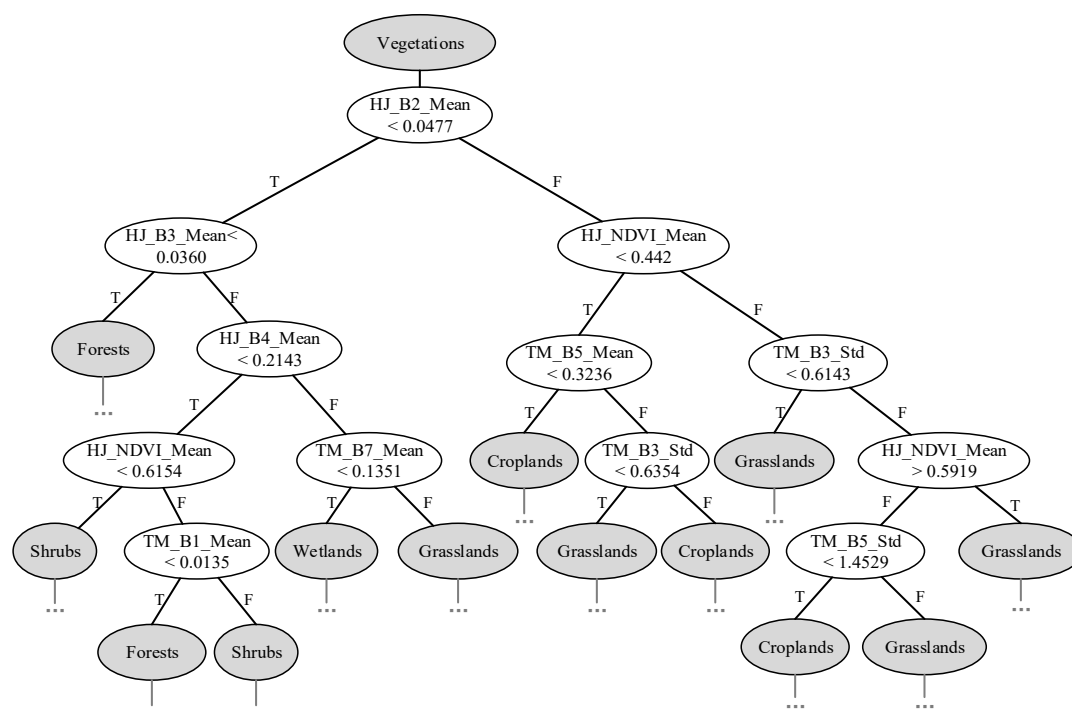 Vegetations
HJ_B2_Mean
< 0.0477
T
F
HJ_B3_Mean<
0.0360
HJ_NDVI_Mean
< 0.442
T
F
T
F
Forests
...
HJ_B4_Mean
< 0.2143
TM_B5_Mean
< 0.3236
TM_B3_Std
< 0.6143
T
F
T
F
T
F
HJ_NDVI_Mean
< 0.6154
TM_B7_Mean
< 0.1351
Croplands
...
TM_B3_Std
< 0.6354
Grasslands
...
HJ_NDVI_Mean
> 0.5919
T
F
T
F
T
F
F
T
Shrubs
...
TM_B1_Mean
< 0.0135
Wetlands
...
Grasslands
...
Grasslands
...
Croplands
...
TM_B5_Std
< 1.4529
Grasslands
...
T
F
T
F
Forests
Shrubs
Croplands
...
Grasslands
...